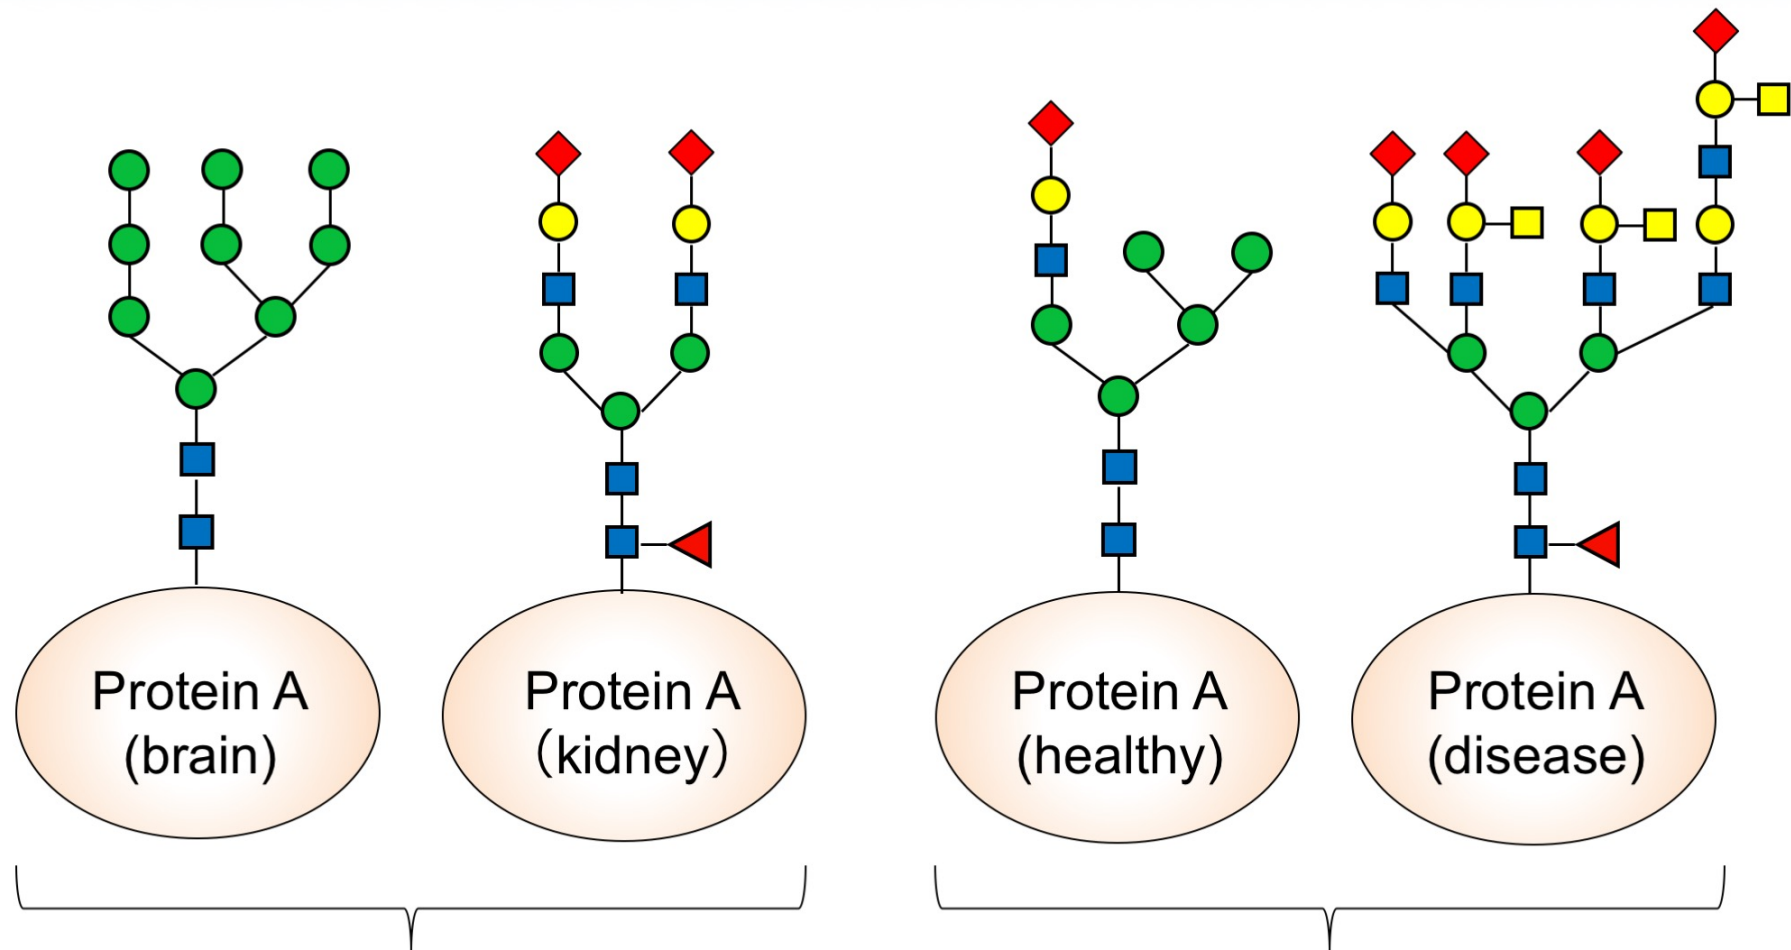 Protein A
(brain)
Protein A
（kidney）
Protein A
(healthy)
Protein A
(disease)